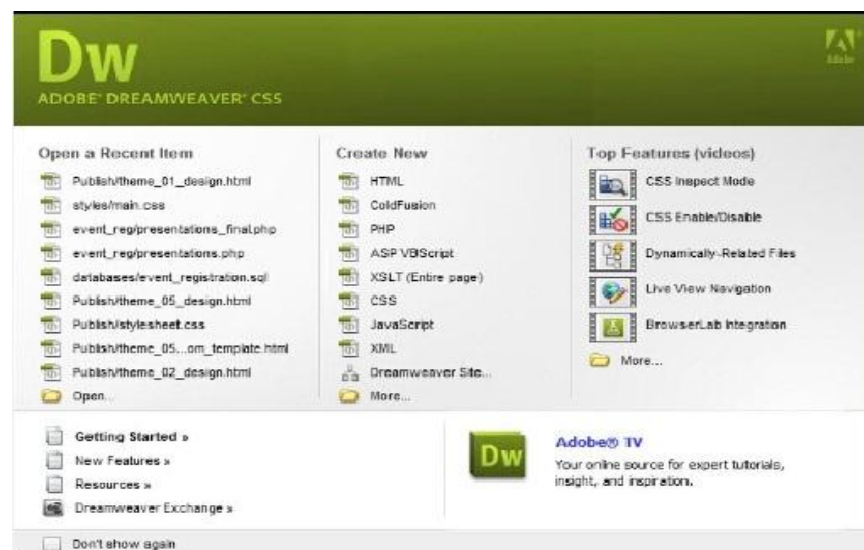 Dw
ADOBE® DREAMWEAVER® CS5
Adobe
Open a Recent Item
Publish/theme_01_design.html
styles/main.css
event_reg/presentations_final.php
event_reg/presentations.php
databases/event_registration.sql
Publish/theme_05_design.html
Publish/stylesheet.css
Publish/theme_05...om_template.html
Publish/theme_02_design.html
Open...
Create New
HTML
ColdFusion
PHP
ASP VBScript
XSLT (Entire page)
CSS
JavaScript
XML
Dreamweaver Site...
More...
Top Features (videos)
CSS Inspect Mode
CSS Enable/Disable
Dynamically-Related Files
Live View Navigation
BrowserLab Integration
More...
Getting Started »
New Features »
Resources »
Dreamweaver Exchange »
Dw
Adobe® TV
Your online source for expert tutorials,
insight, and inspiration.
Don't show again